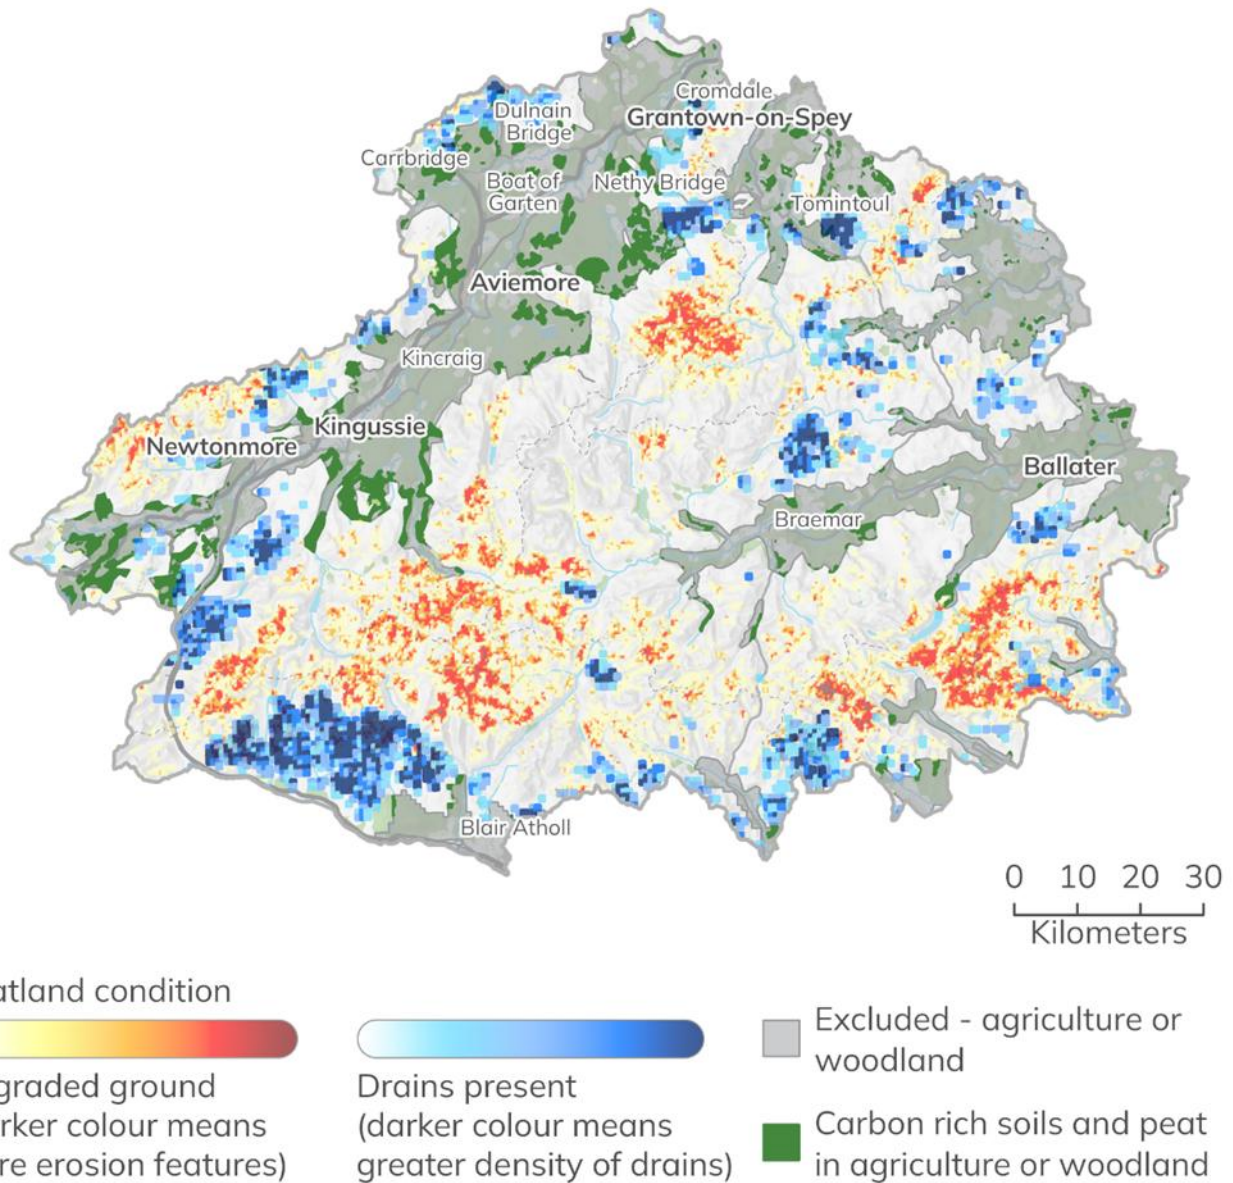 Cromdale
Grantown-on-Spey
Dulnain
Bridge
Carrbridge
Boat of
Garten
Nethy Bridge
Tomintoul
Aviemore
Kincraig
Kingussie
Newtonmore
Ballater
Braemar
Blair Atholl
0 10 20 30
Kilometers
atland condition
graded ground
rker colour means
re erosion features)
Drains present
(darker colour means
greater density of drains)
Excluded - agriculture or
woodland
Carbon rich soils and peat
in agriculture or woodland